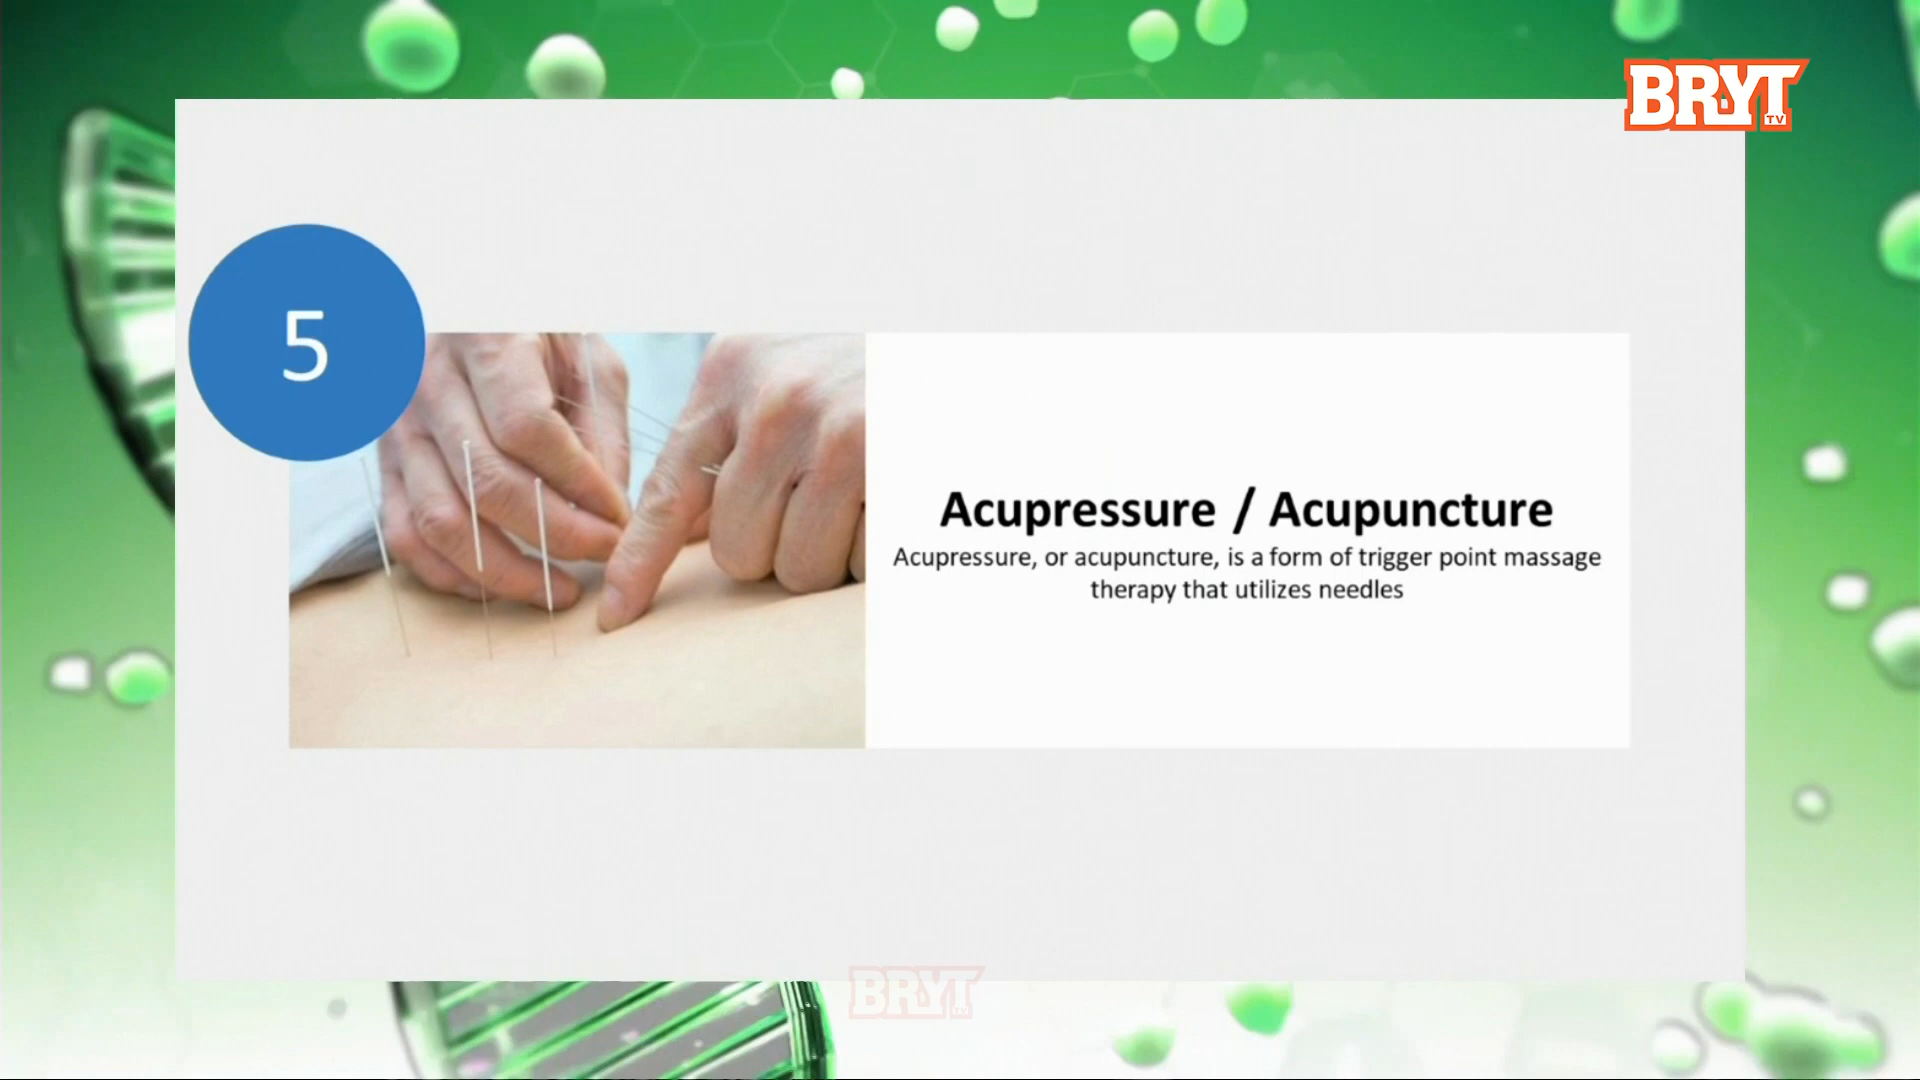 BRYT
TV
5
Acupressure / Acupuncture
Acupressure, or acupuncture, is a form of trigger point massage
therapy that utilizes needles
BRYT
TV